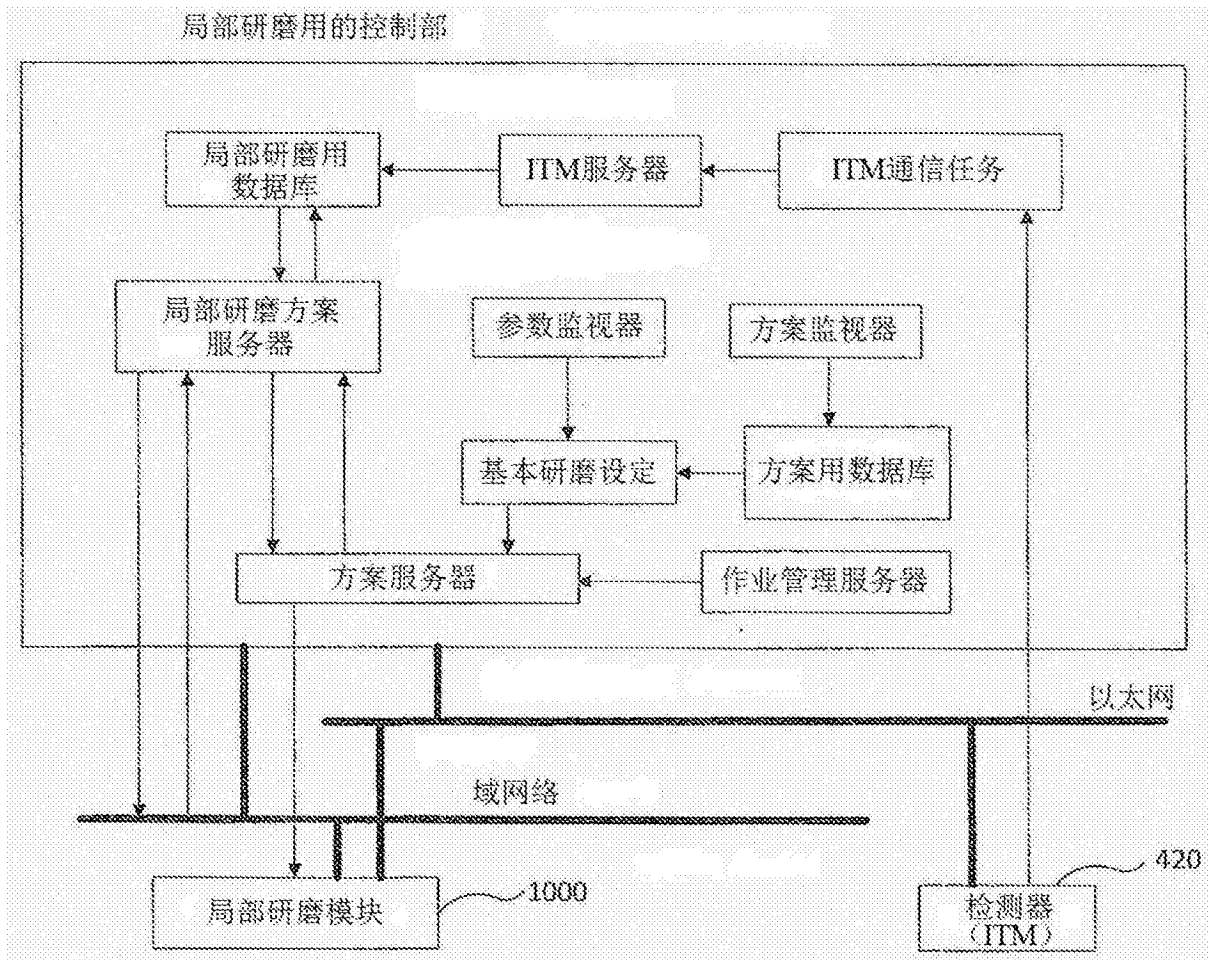 局部研磨用的控制部
局部研磨用
数据库
ITM服务器
ITM通信任务
局部研磨方案
服务器
参数监视器
方案监视器
基本研磨设定
方案用数据库
方案服务器
作业管理服务器
以太网
域网络
局部研磨模块
1000
420
检测器
（ITM）